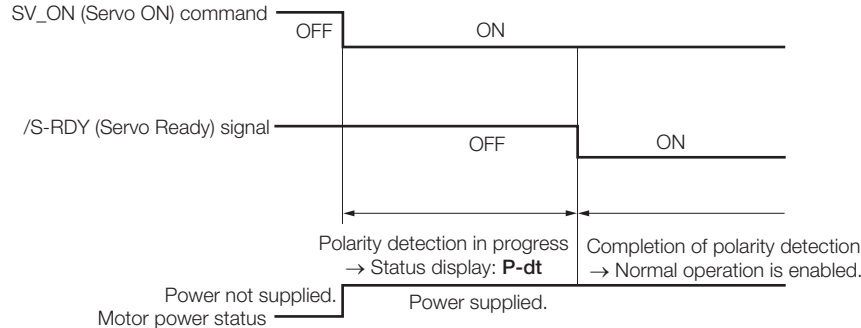 SV_ON (Servo ON) command
OFF
ON
/S-RDY (Servo Ready) signal
OFF
ON
Polarity detection in progress
→ Status display: P-dt
Completion of polarity detection
→ Normal operation is enabled.
Power not supplied.
Power supplied.
Motor power status